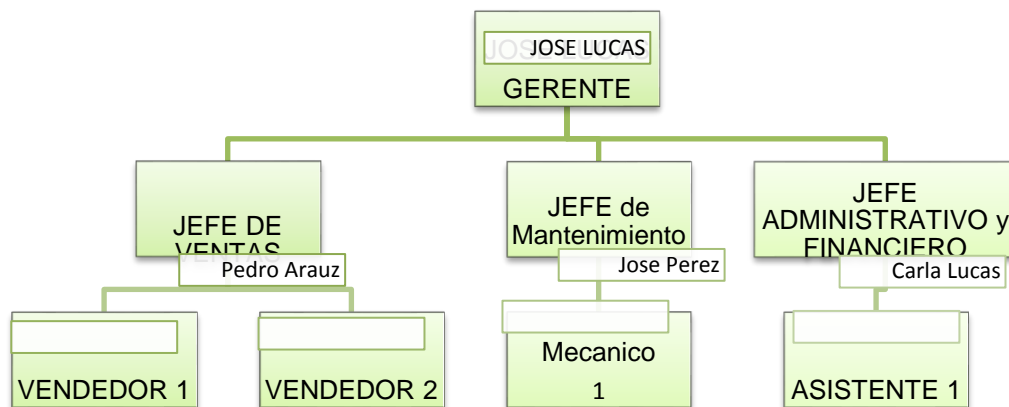 JOSE LUCAS
GERENTE
JEFE DE
VENTAS
Pedro Arauz
JEFE de
Mantenimiento
Jose Perez
JEFE
ADMINISTRATIVO y
FINANCIERO
Carla Lucas
VENDEDOR 1
VENDEDOR 2
Mecanico
1
ASISTENTE 1